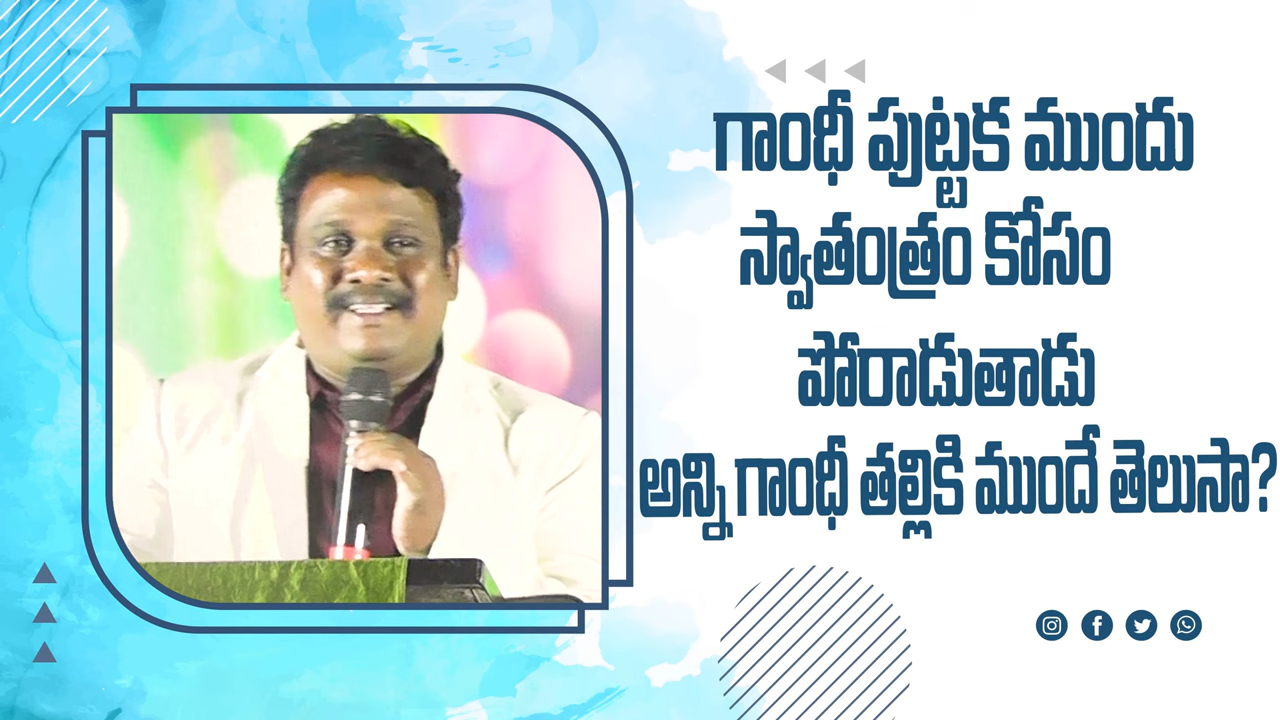 గాంధీ పుట్టక ముందు
స్వాతంత్రం కోసం
పోరాడుతాడు
అన్ని గాంధీ తల్లికి ముందే తెలుసా?